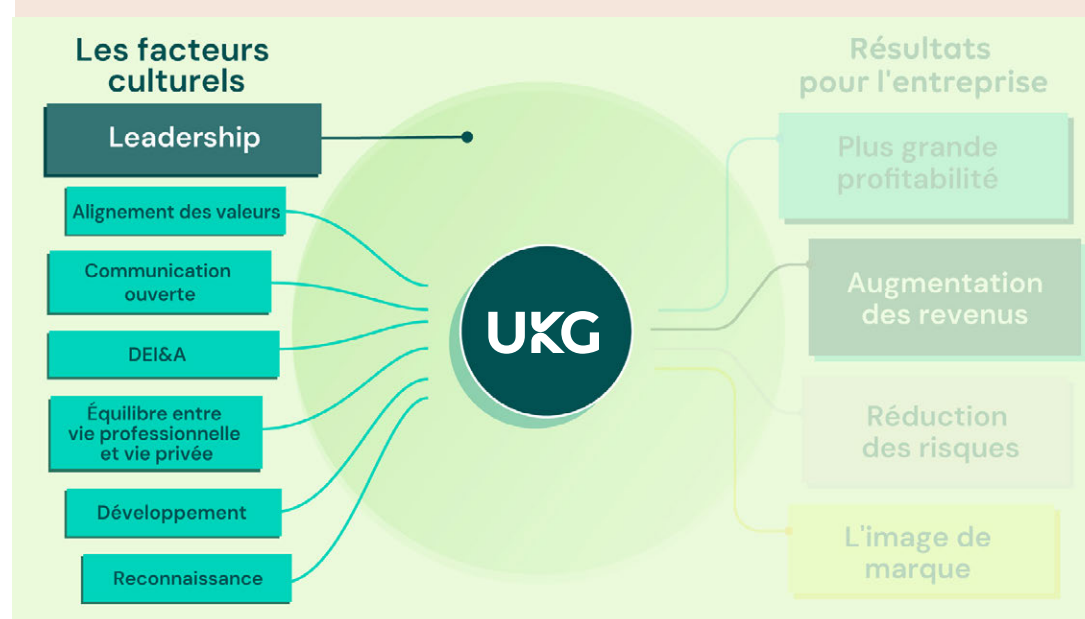 Les facteurs
culturels
Leadership
Alignement des valeurs
Communication
ouverte
DEI&A
Équilibre entre
vie professionnelle
et vie privée
Développement
Reconnaissance
UKG
Résultats
pour l'entreprise
Plus grande
profitabilité
Augmentation
des revenus
Réduction
des risques
L'image de
marque